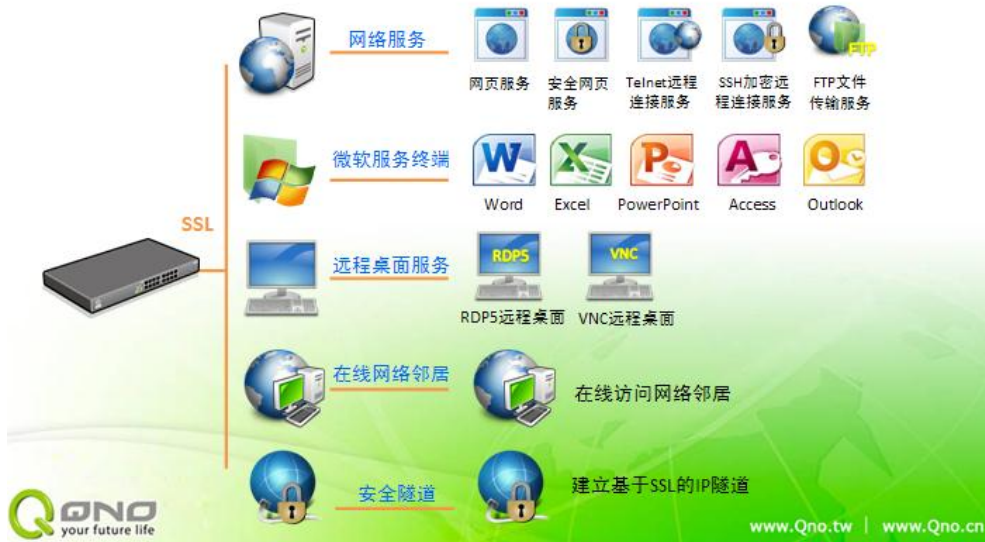 网络服务
网页服务
安全网页
服务
Telnet远程
连接服务
SSH加密远
程连接服务
FTP
FTP文件
传输服务
微软服务终端
Word
Excel
PowerPoint
Access
Outlook
SSL
远程桌面服务
RDP5
VNC
RDP5远程桌面
VNC远程桌面
在线网络邻居
在线访问网络邻居
安全隧道
建立基于SSL的IP隧道
QNO
your future life
www.Qno.tw | www.Qno.cn